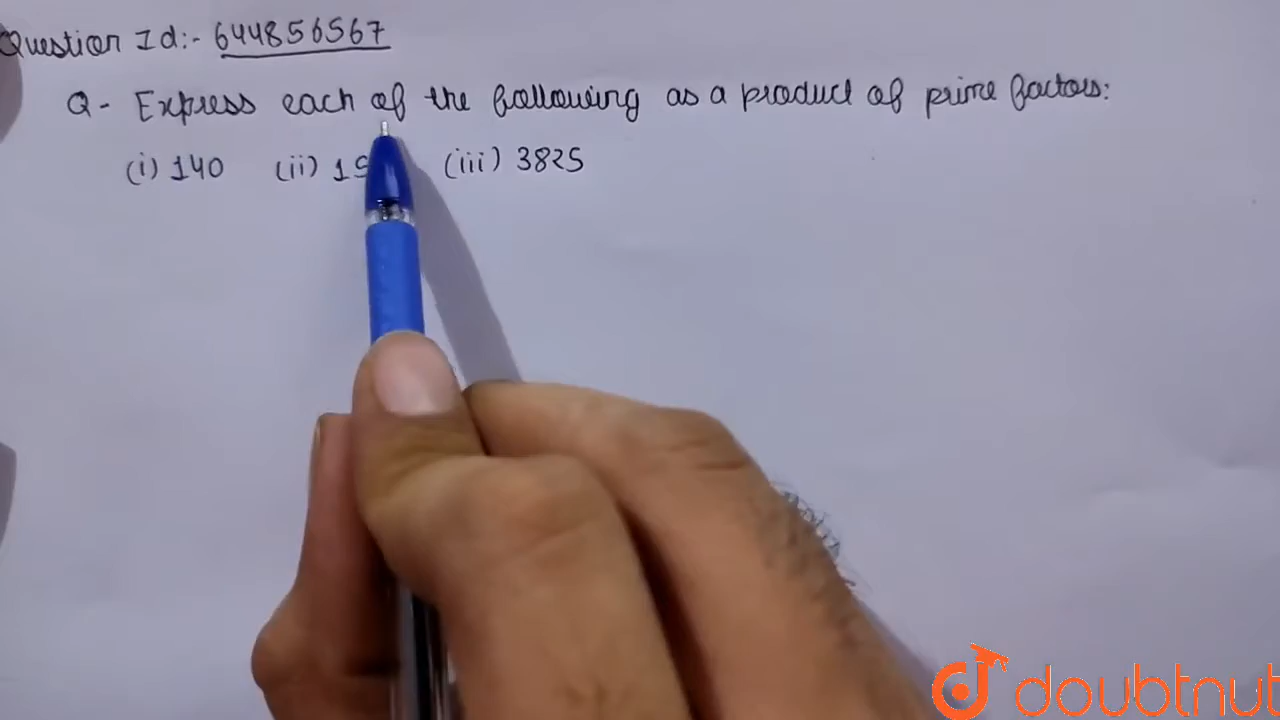 Question Id:- 644856567
Q- Express each of the following as a product of prime factors:
(i) 140 (ii) (iii) 3825
doubtnut